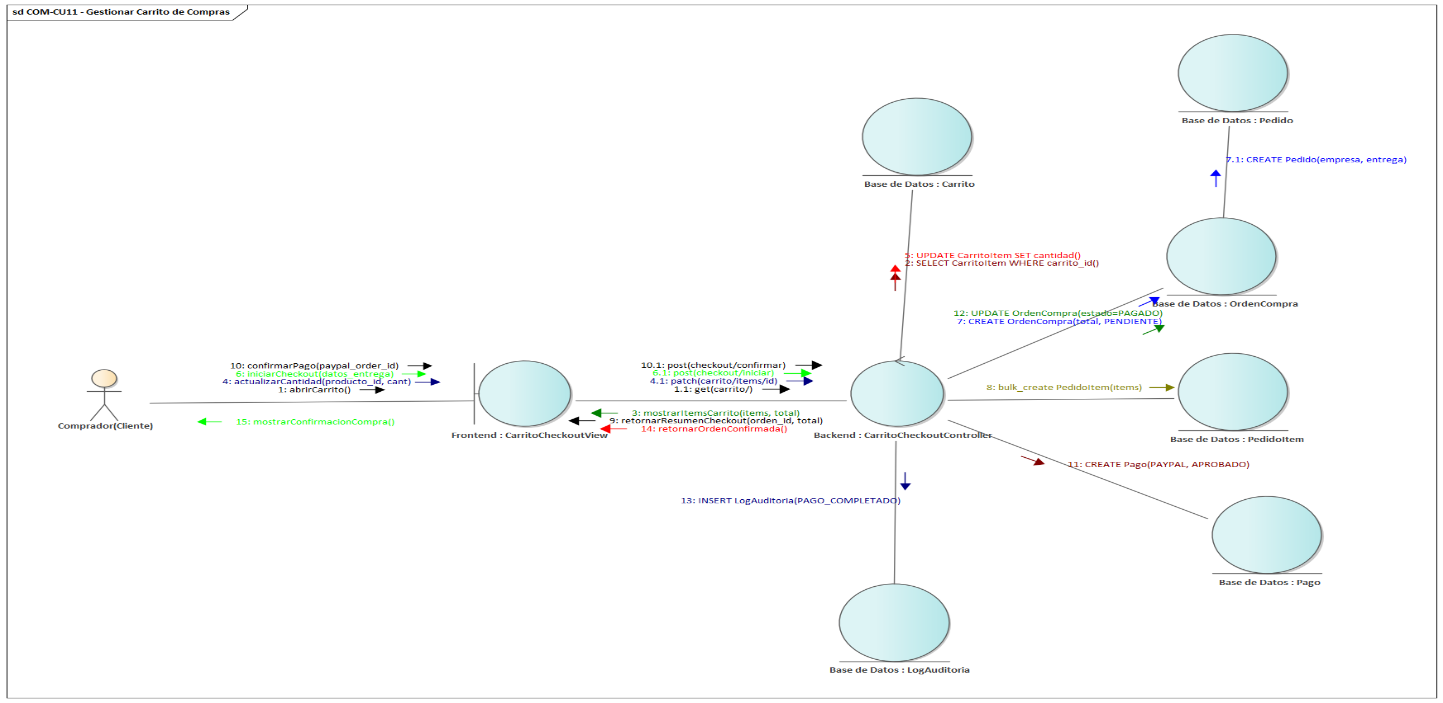 sd COM-CU11 - Gestionar Carrito de Compras
Base de Datos : Pedido
7.1: CREATE Pedido(empresa, entrega)
Base de Datos : Carrito
5: UPDATE CarritoItem SET cantidad()
2: SELECT CarritoItem WHERE carrito_id()
Base de Datos : OrdenCompra
12: UPDATE OrdenCompra(estado=PAGADO)
7: CREATE OrdenCompra(total, PENDIENTE)
10: confirmarPago(paypal_order_id)
6: iniciarCheckout(datos_entrega)
4: actualizarCantidad(producto_id, cant)
1: abrirCarrito()
10.1: post(checkout/confirmar)
6.1: post(checkout/iniciar)
4.1: patch(carrito/items/id)
1.1: get(carrito/)
8: bulk_create PedidoItem(items)
Comprador(Cliente)
15: mostrarConfirmacionCompra()
3: mostrarItemsCarrito(items, total)
9: retornarResumenCheckout(orden_id, total)
14: retornarOrdenConfirmada()
Frontend : CarritoCheckoutView
Backend : CarritoCheckoutController
Base de Datos : PedidoItem
11: CREATE Pago(PAYPAL, APROBADO)
13: INSERT LogAuditoria(PAGO_COMPLETADO)
Base de Datos : Pago
Base de Datos : LogAuditoria